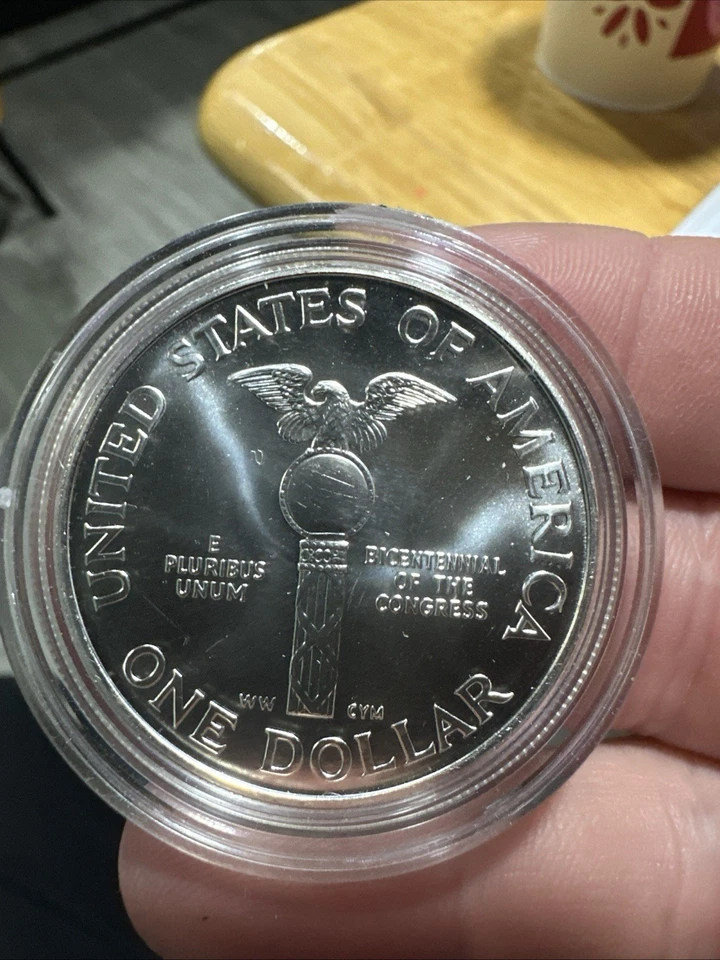 UNITED STATES OF AMERICA
E
PLURIBUS
UNUM
BICENTENNIAL
OF THE
CONGRESS
WW
CYM
ONE DOLLAR